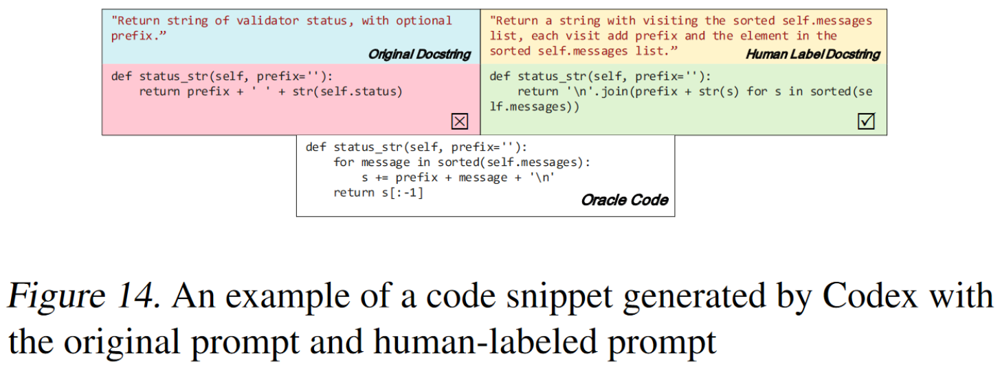 "Return string of validator status, with optional
prefix.”
Original Docstring
def status_str(self, prefix=''):
    return prefix + ' ' + str(self.status)
"Return a string with visiting the sorted self.messages
list, each visit add prefix and the element in the
sorted self.messages list.”
Human Label Docstring
def status_str(self, prefix=''):
    return '\n'.join(prefix + str(s) for s in sorted(se
lf.messages))
def status_str(self, prefix=''):
    for message in sorted(self.messages):
        s += prefix + message + '\n'
    return s[:-1]
Oracle Code
Figure 14. An example of a code snippet generated by Codex with
the original prompt and human-labeled prompt